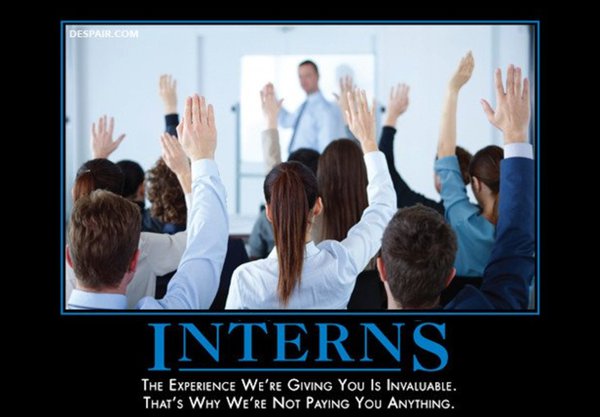 DESPAIR.COM
INTERNS
THE EXPERIENCE WE'RE GIVING YOU IS INVALUABLE.
THAT'S WHY WE'RE NOT PAYING YOU ANYTHING.